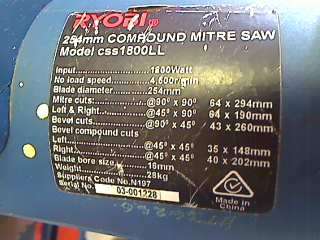 RYOBI
254mm COMPOUND MITRE SAW
Model css1800LL
Input 1800Watt
No load speed 4,500r/min
Blade diameter 254mm
Mitre cuts: @90° x 90° 64 x 294mm
Left & Right: @45° x 90° 64 x 190mm
Bevel cuts @90° x 45° 43 x 260mm
Bevel compound cuts
Left @45° x 45° 35 x 148mm
Right @45° x 45° 40 x 202mm
Blade bore size 16mm
Weight 28kg
Suppliers Code No.N197
Serial No. 03-001228
Made in
China